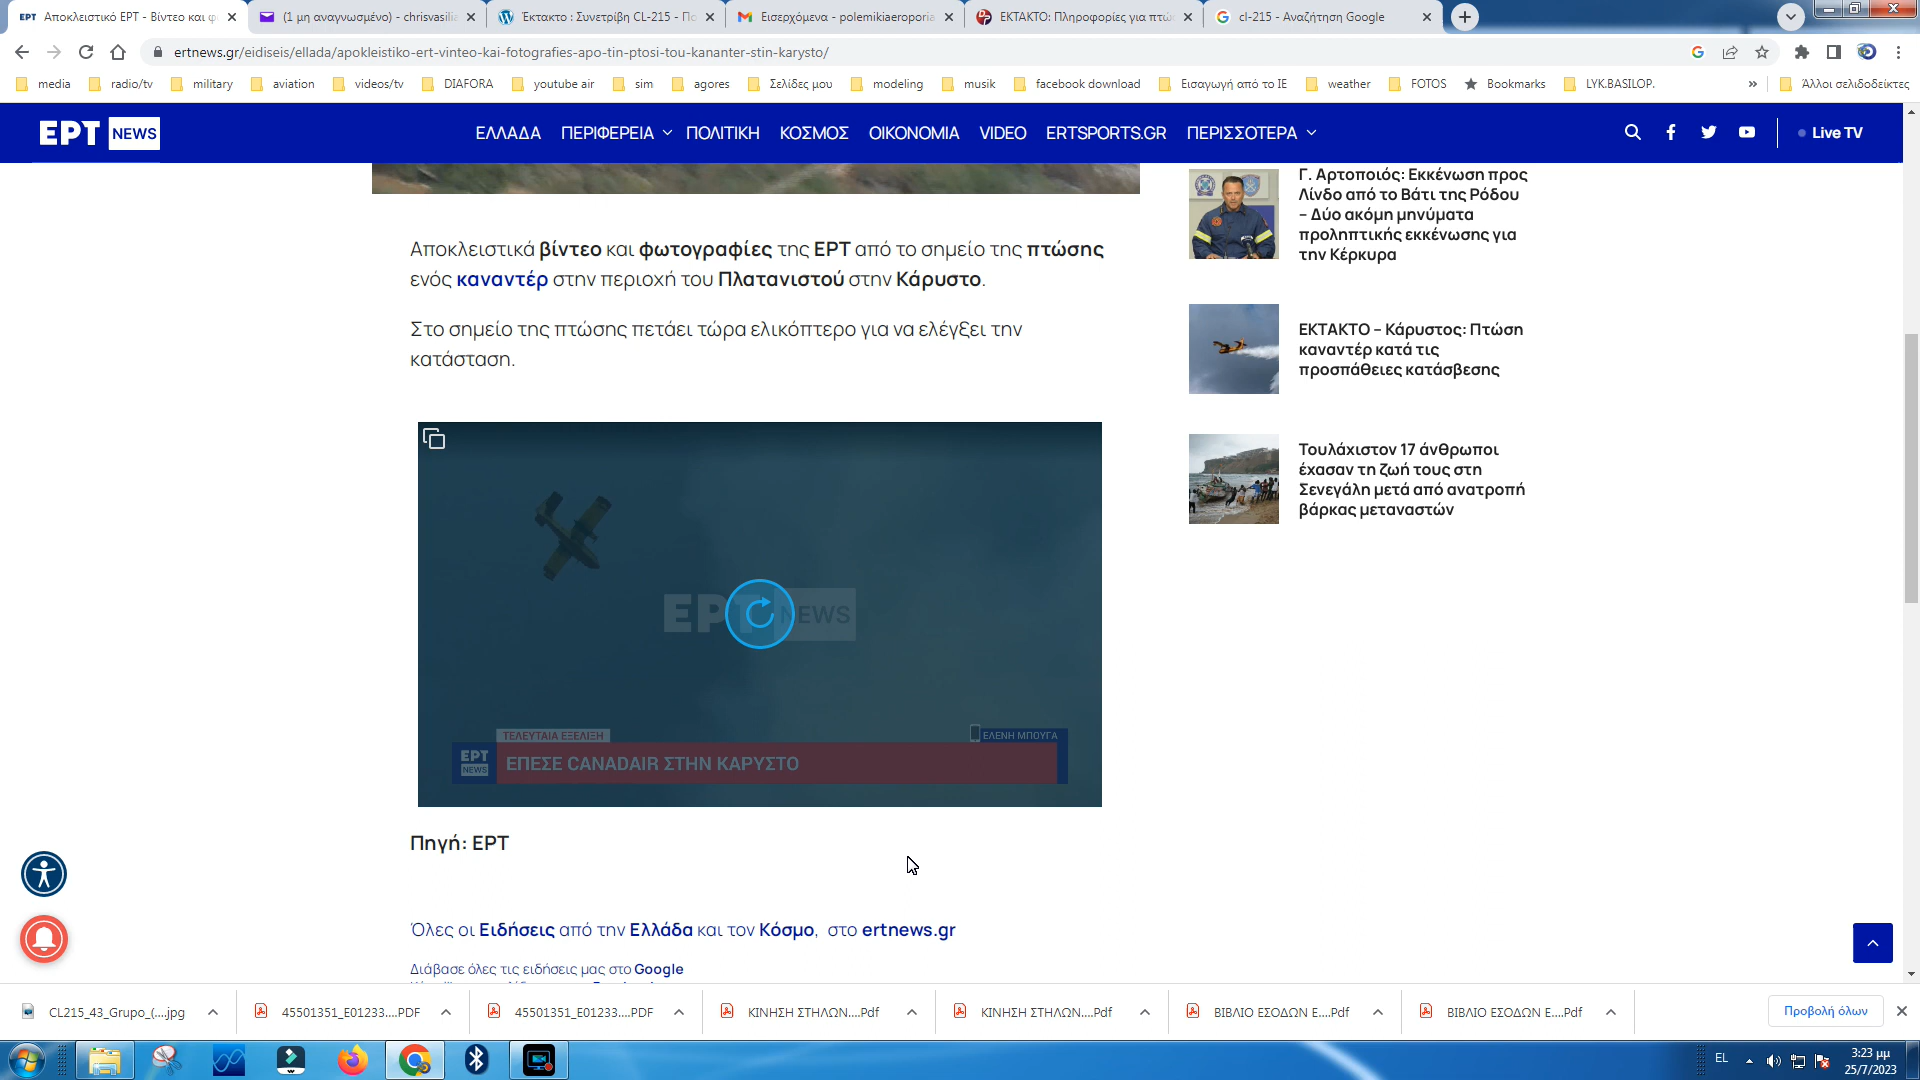 Αποκλειστικό ΕΡΤ - Βίντεο και φ
(1 μη αναγνωσμένο) - chrisvasilia
Έκτακτο : Συνετρίβη CL-215 - Πο
Εισερχόμενα - polemikiaeroporia
ΕΚΤΑΚΤΟ: Πληροφορίες για πτώ
cl-215 - Αναζήτηση Google
ertnews.gr/eidiseis/ellada/apokleistiko-ert-vinteo-kai-fotografies-apo-tin-ptosi-tou-kananter-stin-karysto/
media
radio/tv
military
aviation
videos/tv
DIAFORA
youtube air
sim
agores
Σελίδες μου
modeling
musik
facebook download
Εισαγωγή από το IE
weather
FOTOS
Bookmarks
LYK.BASILOP.
»
Άλλοι σελιδοδείκτες
ΕΡΤ NEWS
ΕΛΛΑΔΑ
ΠΕΡΙΦΕΡΕΙΑ
ΠΟΛΙΤΙΚΗ
ΚΟΣΜΟΣ
ΟΙΚΟΝΟΜΙΑ
VIDEO
ERTSPORTS.GR
ΠΕΡΙΣΣΟΤΕΡΑ
Live TV
Αποκλειστικά βίντεο και φωτογραφίες της ΕΡΤ από το σημείο της πτώσης
ενός καναντέρ στην περιοχή του Πλατανιστού στην Κάρυστο.
Στο σημείο της πτώσης πετάει τώρα ελικόπτερο για να ελέγξει την
κατάσταση.
ΕΡΤ NEWS
ΤΕΛΕΥΤΑΙΑ ΕΞΕΛΙΞΗ
ΕΛΕΝΗ ΜΠΟΥΓΑ
ΕΡΤ NEWS
ΕΠΕΣΕ CANADAIR ΣΤΗΝ ΚΑΡΥΣΤΟ
Πηγή: ΕΡΤ
Όλες οι Ειδήσεις από την Ελλάδα και τον Κόσμο, στο ertnews.gr
Διάβασε όλες τις ειδήσεις μας στο Google
Γ. Αρτοποιός: Εκκένωση προς
Λίνδο από το Βάτι της Ρόδου
– Δύο ακόμη μηνύματα
προληπτικής εκκένωσης για
την Κέρκυρα
ΕΚΤΑΚΤΟ – Κάρυστος: Πτώση
καναντέρ κατά τις
προσπάθειες κατάσβεσης
Τουλάχιστον 17 άνθρωποι
έχασαν τη ζωή τους στη
Σενεγάλη μετά από ανατροπή
βάρκας μεταναστών
CL215_43_Grupo_(....jpg
45501351_E01233....PDF
45501351_E01233....PDF
ΚΙΝΗΣΗ ΣΤΗΛΩΝ....Pdf
ΚΙΝΗΣΗ ΣΤΗΛΩΝ....Pdf
ΒΙΒΛΙΟ ΕΣΟΔΩΝ Ε....Pdf
ΒΙΒΛΙΟ ΕΣΟΔΩΝ Ε....Pdf
Προβολή όλων
EL
3:23 μμ
25/7/2023